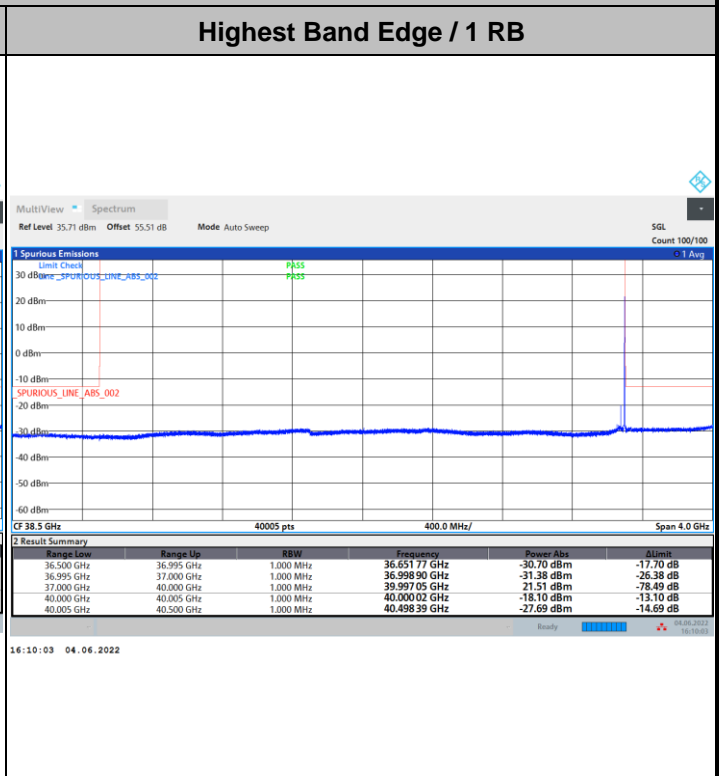 Highest Band Edge / 1 RB
MultiView Spectrum
Ref Level 35.71 dBm Offset 55.51 dB Mode Auto Sweep SGL
Count 100/100
1 Spurious Emissions 1 Avg
Limit Check PASS
30 dBm Line _SPURIOUS_LINE_ABS_002 PASS
20 dBm
10 dBm
0 dBm
-10 dBm
_SPURIOUS_LINE_ABS_002
-20 dBm
-30 dBm
-40 dBm
-50 dBm
-60 dBm
CF 38.5 GHz 40005 pts 400.0 MHz/ Span 4.0 GHz
2 Result Summary
Range Low Range Up RBW Frequency Power Abs ΔLimit
36.500 GHz 36.995 GHz 1.000 MHz 36.651 77 GHz -30.70 dBm -17.70 dB
36.995 GHz 37.000 GHz 1.000 MHz 36.998 90 GHz -31.38 dBm -26.38 dB
37.000 GHz 40.000 GHz 1.000 MHz 39.997 05 GHz 21.51 dBm -78.49 dB
40.000 GHz 40.005 GHz 1.000 MHz 40.000 02 GHz -18.10 dBm -13.10 dB
40.005 GHz 40.500 GHz 1.000 MHz 40.498 39 GHz -27.69 dBm -14.69 dB
Ready 04.06.2022
16:10:03
16:10:03 04.06.2022